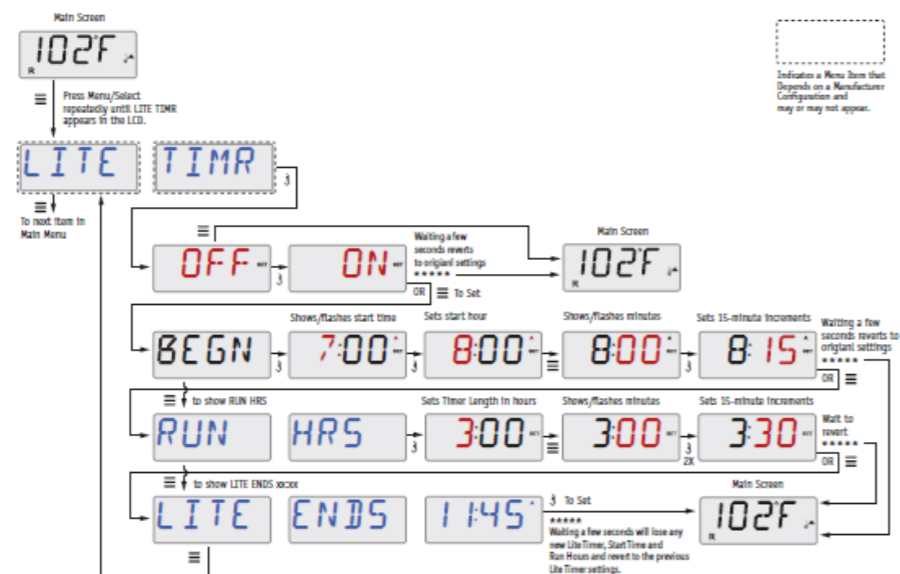 Main Screen
102°F
R
Press Menu/Select
repeatedly until LITE TIMR
appears in the LCD.
Indicates a Menu Item that
Depends on a Manufacturer
Configuration and
may or may not appear.
LITE TIMR
To next item in
Main Menu
OFF ON
Waiting a few
seconds reverts
to origianl settings
*****
OR ☰ To Set
Main Screen
102°F
R
Shows/flashes start time
Sets start hour
Shows/flashes minutes
Sets 15-minute increments
BEGN 7:00 8:00 8:00 8:15
Waiting a few
seconds reverts to
origianl settings
*****
OR ☰
☰ to show RUN HRS
Sets Timer Length in hours
Shows/flashes minutes
Sets 15-minute increments
RUN HRS 3:00 3:00 3:30
2X
Wait to
revert
*****
OR ☰
☰ to show LITE ENDS xx:xx
LITE ENDS 11:45
To Set
*****
Waiting a few seconds will lose any
new Lite Timer, Start Time and
Run Hours and revert to the previous
Lite Timer settings.
Main Screen
102°F
R